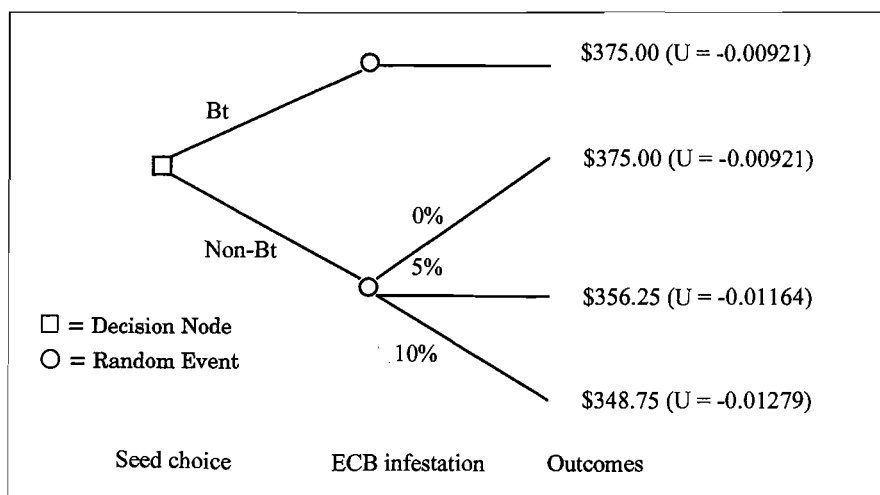 $375.00 (U = -0.00921)
Bt
$375.00 (U = -0.00921)
0%
Non-Bt
5%
$356.25 (U = -0.01164)
= Decision Node
= Random Event
10%
$348.75 (U = -0.01279)
Seed choice ECB infestation Outcomes